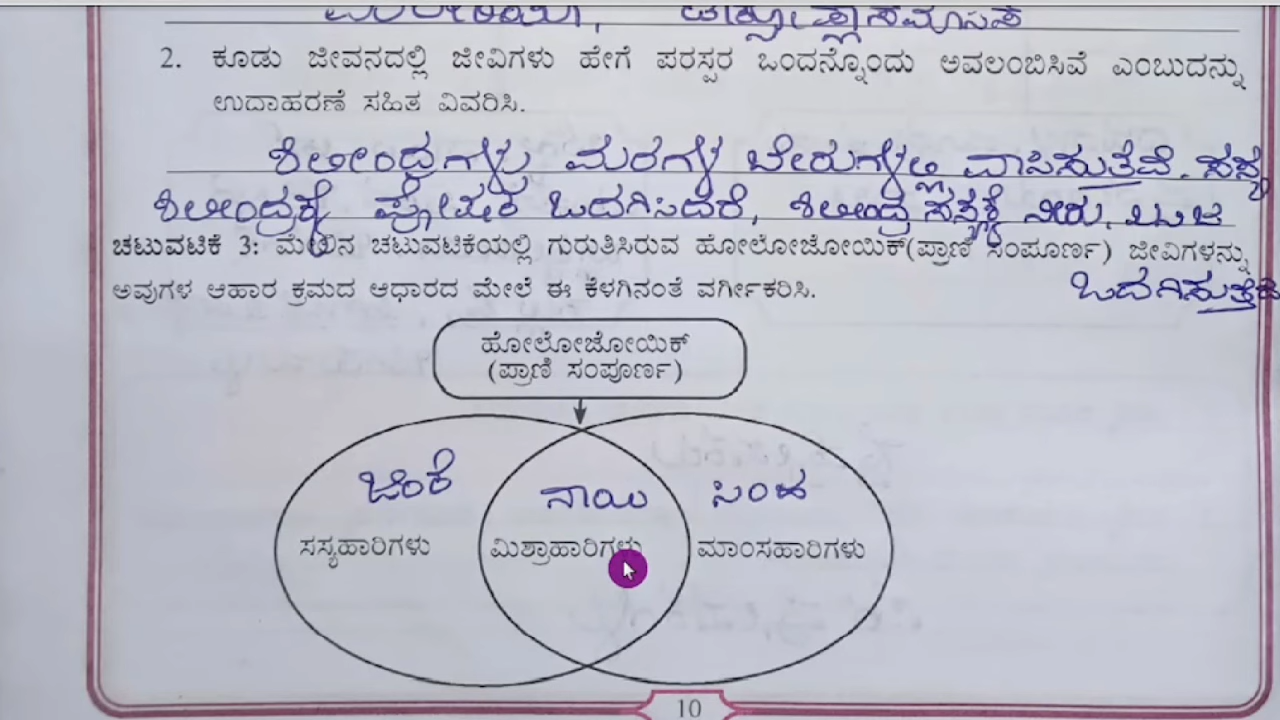 2. ಕೂಡು ಜೀವನದಲ್ಲಿ ಜೀವಿಗಳು ಹೇಗೆ ಪರಸ್ಪರ ಒಂದನ್ನೊಂದು ಅವಲಂಬಿಸಿವೆ ಎಂಬುದನ್ನು
ಉದಾಹರಣೆ ಸಹಿತ ವಿವರಿಸಿ.
ಶಿಲೀಂದ್ರಗಳು ಮರಗಳ ಬೇರುಗಳಲ್ಲಿ ವಾಸಿಸುತ್ತವೆ. ಸಸ್ಯ
ಶಿಲೀಂದ್ರಕ್ಕೆ ಪೋಷಕ ಒದಗಿಸಿದರೆ, ಶಿಲೀಂದ್ರ ಸಸ್ಯಕ್ಕೆ ನೀರು, ಖನಿಜ
ಚಟುವಟಿಕೆ 3: ಮೇಲಿನ ಚಟುವಟಿಕೆಯಲ್ಲಿ ಗುರುತಿಸಿರುವ ಹೋಲೋಜೋಯಿಕ್(ಪ್ರಾಣಿ ಸಂಪೂರ್ಣ) ಜೀವಿಗಳನ್ನು
ಅವುಗಳ ಆಹಾರ ಕ್ರಮದ ಆಧಾರದ ಮೇಲೆ ಈ ಕೆಳಗಿನಂತೆ ವರ್ಗೀಕರಿಸಿ. ಒದಗಿಸುತ್ತದೆ
ಹೋಲೋಜೋಯಿಕ್
(ಪ್ರಾಣಿ ಸಂಪೂರ್ಣ)
ಜಿಂಕೆ ನಾಯಿ ಸಿಂಹ
ಸಸ್ಯಹಾರಿಗಳು ಮಿಶ್ರಾಹಾರಿಗಳು ಮಾಂಸಹಾರಿಗಳು
10